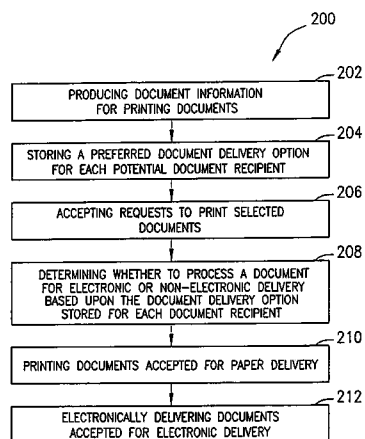 200
202
PRODUCING DOCUMENT INFORMATION
FOR PRINTING DOCUMENTS
204
STORING A PREFERRED DOCUMENT DELIVERY OPTION
FOR EACH POTENTIAL DOCUMENT RECIPIENT
206
ACCEPTING REQUESTS TO PRINT SELECTED
DOCUMENTS
208
DETERMINING WHETHER TO PROCESS A DOCUMENT
FOR ELECTRONIC OR NON-ELECTRONIC DELIVERY
BASED UPON THE DOCUMENT DELIVERY OPTION
STORED FOR EACH DOCUMENT RECIPIENT
210
PRINTING DOCUMENTS ACCEPTED FOR PAPER DELIVERY
212
ELECTRONICALLY DELIVERING DOCUMENTS
ACCEPTED FOR ELECTRONIC DELIVERY